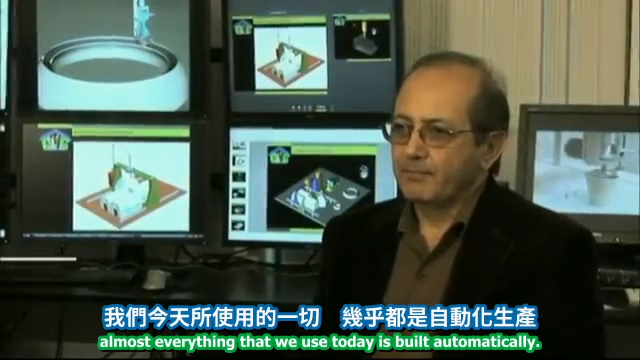 我們今天所使用的一切　幾乎都是自動化生產
almost everything that we use today is built automatically.